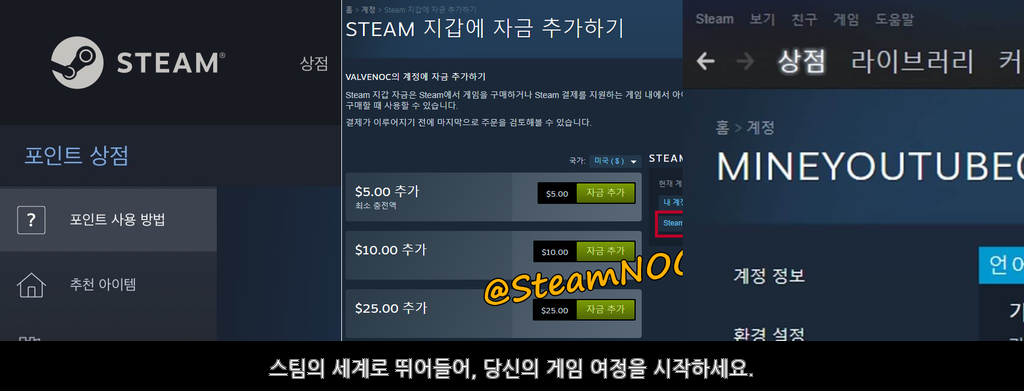 STEAM®
상점
포인트 상점
포인트 사용 방법
추천 아이템
홈 > 계정 > Steam 지갑에 자금 추가하기
STEAM 지갑에 자금 추가하기
VALVENOC의 계정에 자금 추가하기
Steam 지갑 자금은 Steam에서 게임을 구매하거나 Steam 결제를 지원하는 게임 내에서 아이
구매할 때 사용할 수 있습니다.
결제가 이루어지기 전에 마지막으로 주문을 검토해볼 수 있습니다.
국가: 미국 ( $ )
$5.00 추가
최소 충전액
$5.00 자금 추가
$10.00 추가
$10.00 자금 추가
$25.00 추가
$25.00 자금 추가
STEAM
현재 계
내 계정
Steam
@SteamNOC
Steam 보기 친구 게임 도움말
상점 라이브러리 커
홈 > 계정
MINEYOUTUBE
계정 정보
환경 설정
언어
스팀의 세계로 뛰어들어, 당신의 게임 여정을 시작하세요.